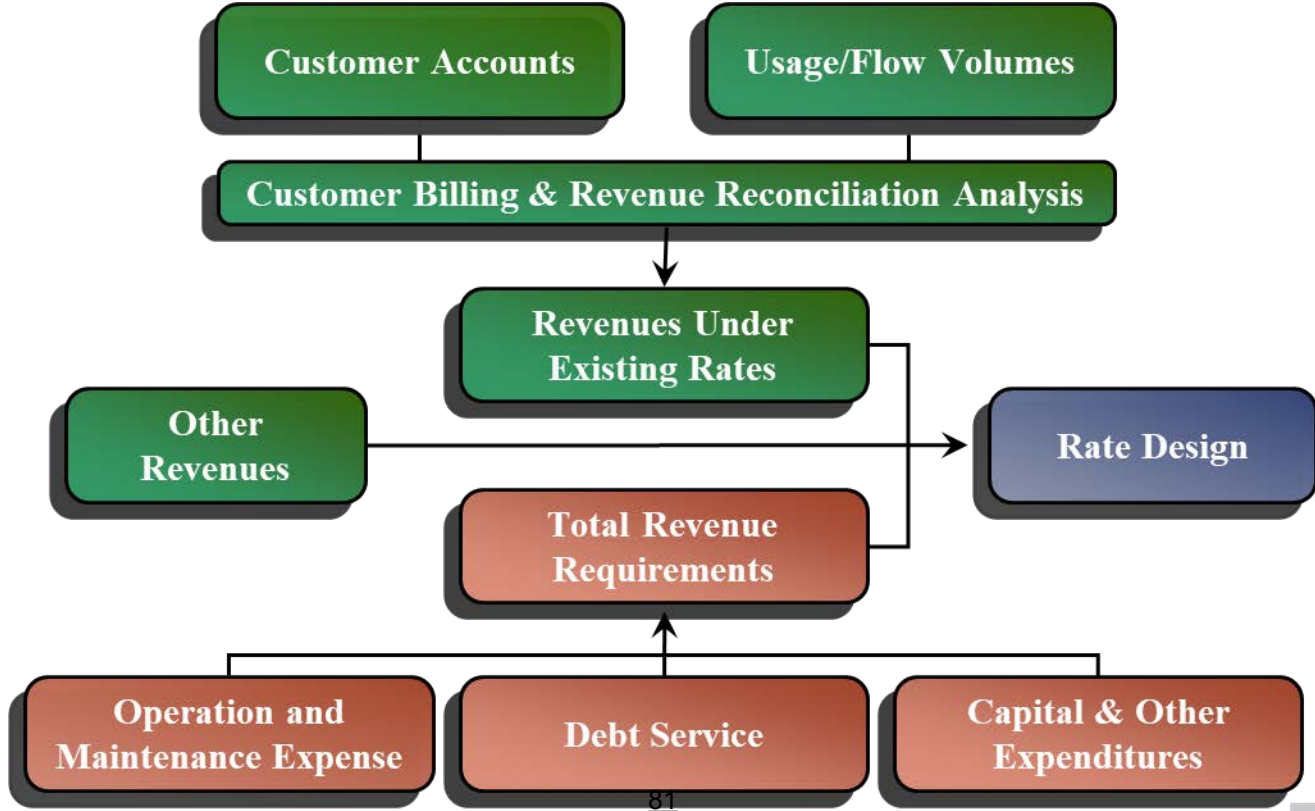 Customer Accounts
Usage/Flow Volumes
Customer Billing & Revenue Reconciliation Analysis
Revenues Under
Existing Rates
Other
Revenues
Rate Design
Total Revenue
Requirements
Operation and
Maintenance Expense
Debt Service
Capital & Other
Expenditures
81